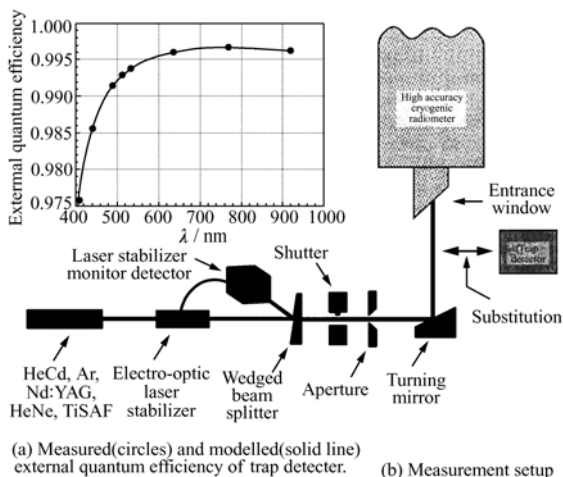 1.000
0.995
0.990
0.985
0.980
0.975
Extermal quantum efficiency
400 500 600 700 800 900 1000
λ / nm
High accuracy
cryogenic
radiometer
Entrance
window
Trap
detector
Substitution
Laser stabilizer
monitor detector
Shutter
HeCd, Ar,
Nd:YAG,
HeNe, TiSAF
Electro-optic
laser
stabilizer
Wedged
beam
splitter
Aperture
Turning
mirror
(a) Measured(circles) and modelled(solid line)
external quantum efficiency of trap detecter.
(b) Measurement setup